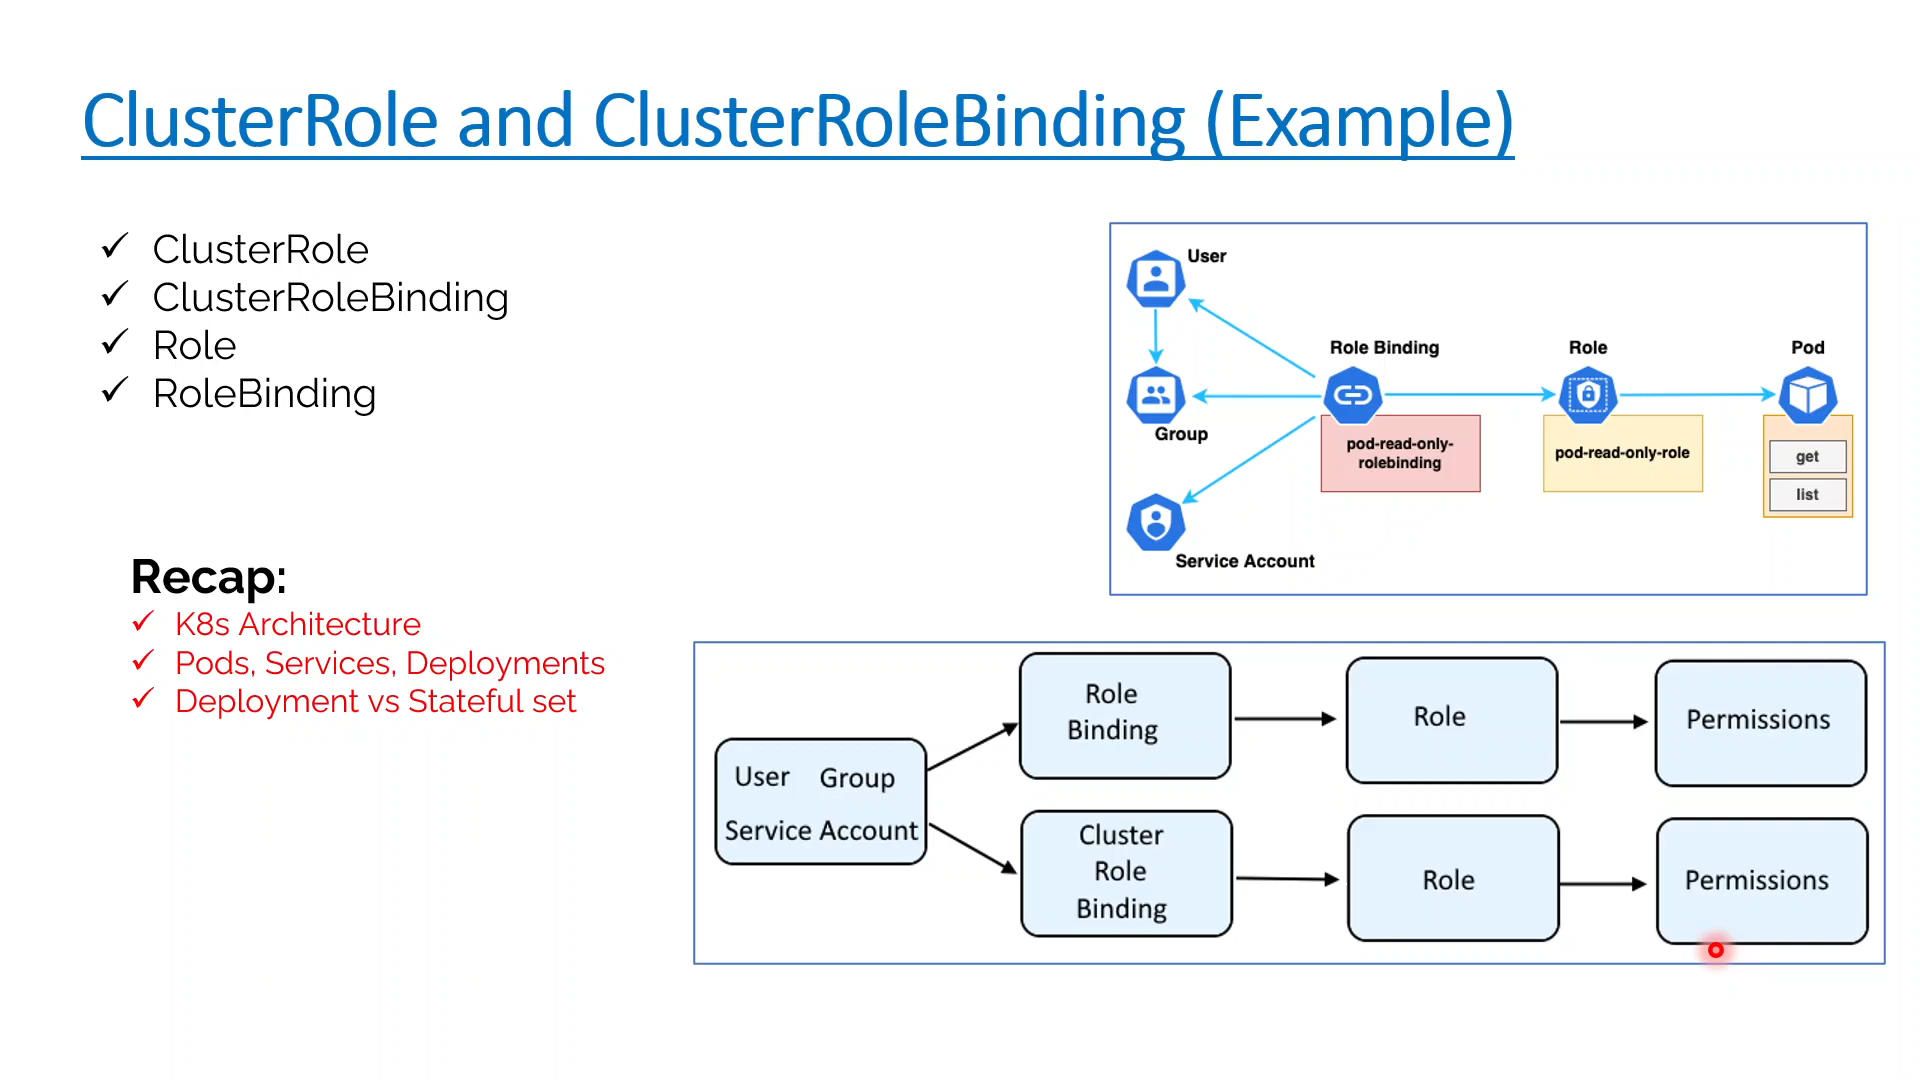 ClusterRole and ClusterRoleBinding (Example)
ClusterRole
ClusterRoleBinding
Role
RoleBinding
Recap:
K8s Architecture
Pods, Services, Deployments
Deployment vs Stateful set
User
Role Binding
Role
Pod
Group
pod-read-only-
rolebinding
pod-read-only-role
get
list
Service Account
User Group
Service Account
Role
Binding
Role
Permissions
Cluster
Role
Binding
Role
Permissions